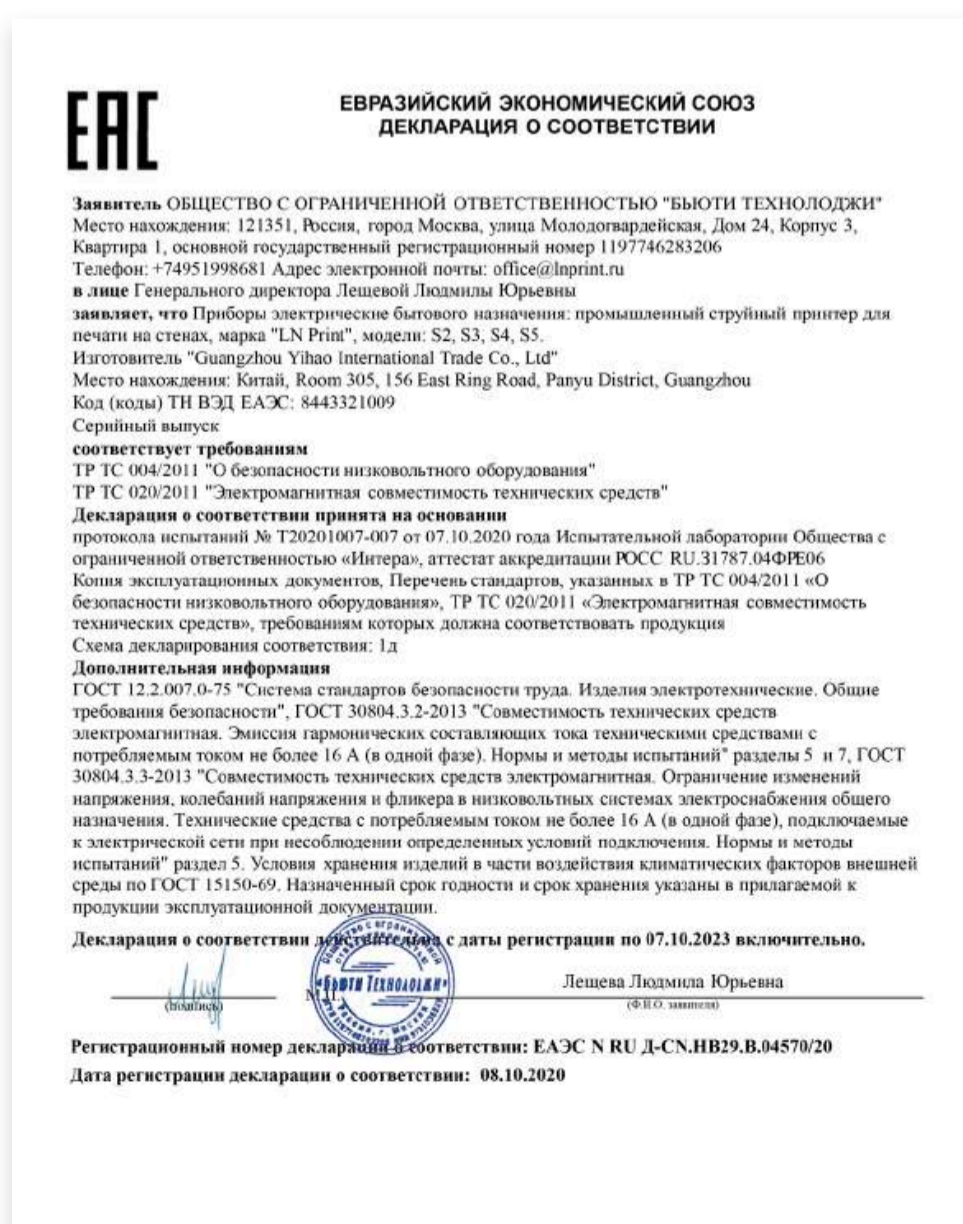 EAC
ЕВРАЗИЙСКИЙ ЭКОНОМИЧЕСКИЙ СОЮЗ
ДЕКЛАРАЦИЯ О СООТВЕТСТВИИ
Заявитель ОБЩЕСТВО С ОГРАНИЧЕННОЙ ОТВЕТСТВЕННОСТЬЮ "БЬЮТИ ТЕХНОЛОДЖИ"
Место нахождения: 121351, Россия, город Москва, улица Молодогвардейская, Дом 24, Корпус 3,
Квартира 1, основной государственный регистрационный номер 1197746283206
Телефон: +74951998681 Адрес электронной почты: office@lnprint.ru
в лице Генерального директора Лещевой Людмилы Юрьевны
заявляет, что Приборы электрические бытового назначения: промышленный струйный принтер для
печати на стенах, марка "LN Print", модели: S2, S3, S4, S5.
Изготовитель "Guangzhou Yihao International Trade Co., Ltd"
Место нахождения: Китай, Room 305, 156 East Ring Road, Panyu District, Guangzhou
Код (коды) ТН ВЭД ЕАЭС: 8443321009
Серийный выпуск
соответствует требованиям
ТР ТС 004/2011 "О безопасности низковольтного оборудования"
ТР ТС 020/2011 "Электромагнитная совместимость технических средств"
Декларация о соответствии принята на основании
протокола испытаний № Т20201007-007 от 07.10.2020 года Испытательной лаборатории Общества с
ограниченной ответственностью «Интера», аттестат аккредитации РОСС RU.31787.04ФРЕ06
Копия эксплуатационных документов, Перечень стандартов, указанных в ТР ТС 004/2011 «О
безопасности низковольтного оборудования», ТР ТС 020/2011 «Электромагнитная совместимость
технических средств», требованиям которых должна соответствовать продукция
Схема декларирования соответствия: 1д
Дополнительная информация
ГОСТ 12.2.007.0-75 "Система стандартов безопасности труда. Изделия электротехнические. Общие
требования безопасности", ГОСТ 30804.3.2-2013 "Совместимость технических средств
электромагнитная. Эмиссия гармонических составляющих тока техническими средствами с
потребляемым током не более 16 А (в одной фазе). Нормы и методы испытаний" разделы 5 и 7, ГОСТ
30804.3.3-2013 "Совместимость технических средств электромагнитная. Ограничение изменений
напряжения, колебаний напряжения и фликера в низковольтных системах электроснабжения общего
назначения. Технические средства с потребляемым током не более 16 А (в одной фазе), подключаемые
к электрической сети при несоблюдении определенных условий подключения. Нормы и методы
испытаний" раздел 5. Условия хранения изделий в части воздействия климатических факторов внешней
среды по ГОСТ 15150-69. Назначенный срок годности и срок хранения указаны в прилагаемой к
продукции эксплуатационной документации.
Декларация о соответствии действительна с даты регистрации по 07.10.2023 включительно.
Лещева Людмила Юрьевна
(подпись) М.П. (Ф.И.О. заявителя)
Бьюти Технолоджи
Регистрационный номер декларации о соответствии: ЕАЭС N RU Д-CN.НВ29.В.04570/20
Дата регистрации декларации о соответствии: 08.10.2020